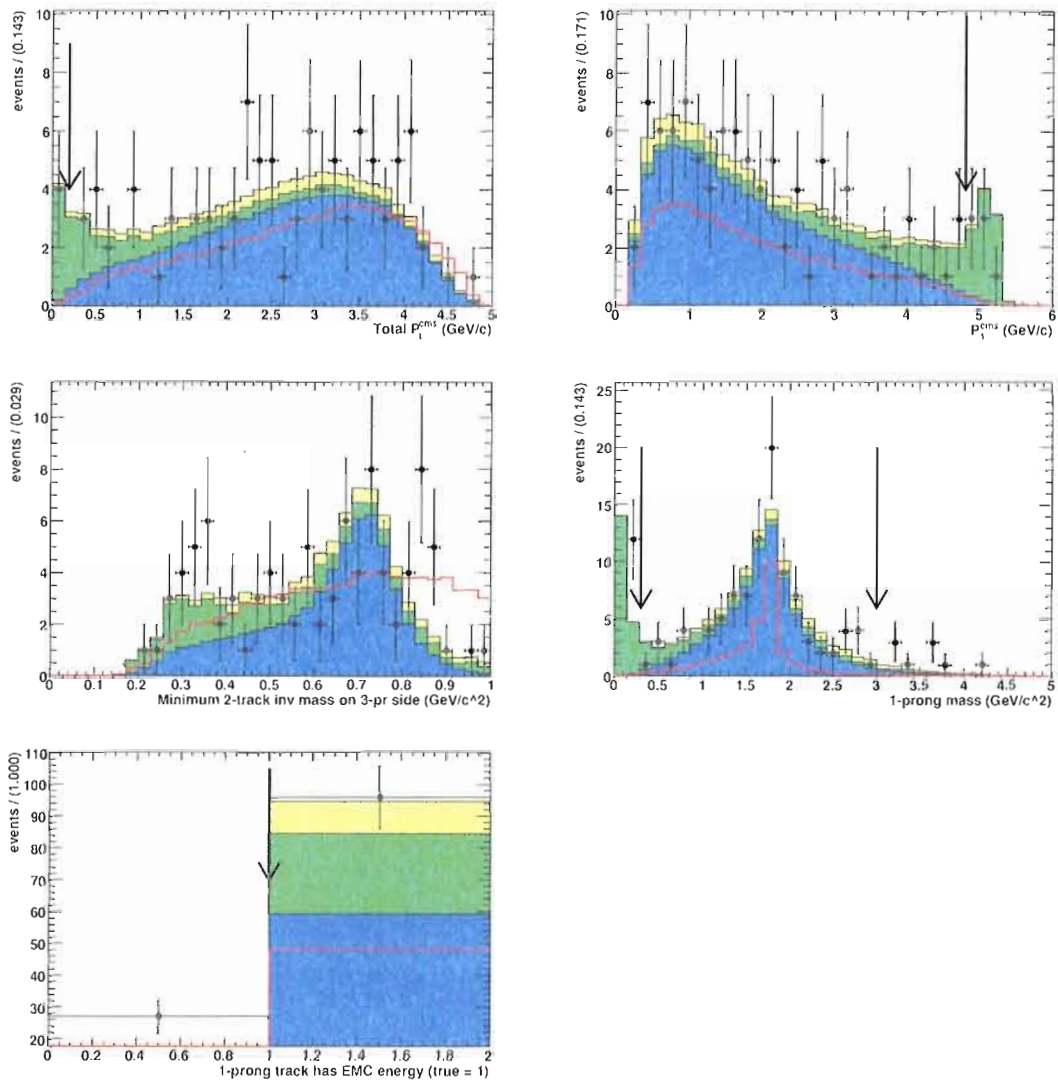 events / (0.143)
10
8
6
4
2
0
0 0.5 1 1.5 2 2.5 3 3.5 4 4.5 5
Total P_t^cms (GeV/c)
events / (0.171)
10
8
6
4
2
0
0 1 2 3 4 5 6
P_1^cms (GeV/c)
events / (0.029)
10
8
6
4
2
0
0 0.1 0.2 0.3 0.4 0.5 0.6 0.7 0.8 0.9 1
Minimum 2-track inv mass on 3-pr side (GeV/c^2)
events / (0.143)
25
20
15
10
5
0
0 0.5 1 1.5 2 2.5 3 3.5 4 4.5 5
1-prong mass (GeV/c^2)
events / (1.000)
110
100
90
80
70
60
50
40
30
20
0 0.2 0.4 0.6 0.8 1 1.2 1.4 1.6 1.8 2
1-prong track has EMC energy (true = 1)